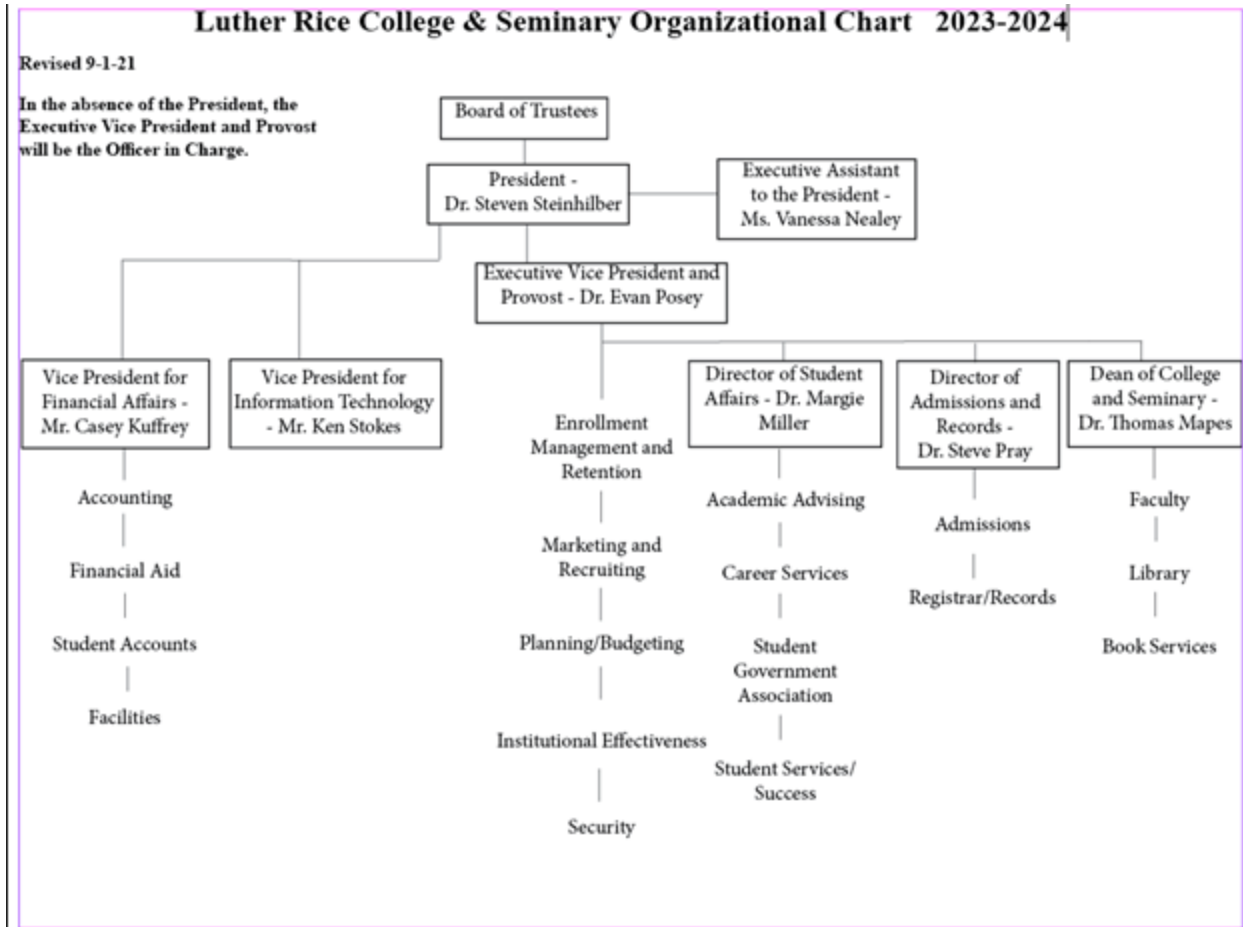 Luther Rice College & Seminary Organizational Chart 2023-2024
Revised 9-1-21
In the absence of the President, the
Executive Vice President and Provost
will be the Officer in Charge.
Board of Trustees
President -
Dr. Steven Steinhilber
Executive Assistant
to the President -
Ms. Vanessa Nealey
Executive Vice President and
Provost - Dr. Evan Posey
Vice President for
Financial Affairs -
Mr. Casey Kuffrey
Accounting
Financial Aid
Student Accounts
Facilities
Vice President for
Information Technology
- Mr. Ken Stokes
Enrollment
Management and
Retention
Marketing and
Recruiting
Planning/Budgeting
Institutional Effectiveness
Security
Director of Student
Affairs - Dr. Margie
Miller
Academic Advising
Career Services
Student
Government
Association
Student Services/
Success
Director of
Admissions and
Records -
Dr. Steve Pray
Admissions
Registrar/Records
Dean of College
and Seminary -
Dr. Thomas Mapes
Faculty
Library
Book Services